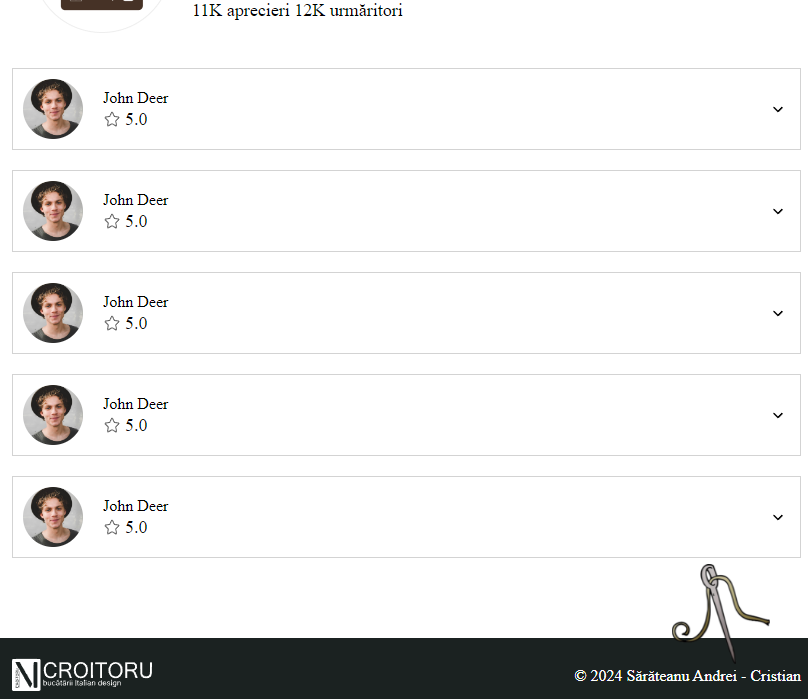 11K aprecieri 12K următori
John Deer
5.0
John Deer
5.0
John Deer
5.0
John Deer
5.0
John Deer
5.0
CROITORU
bucătării italian design
© 2024 Sărăteanu Andrei - Cristian